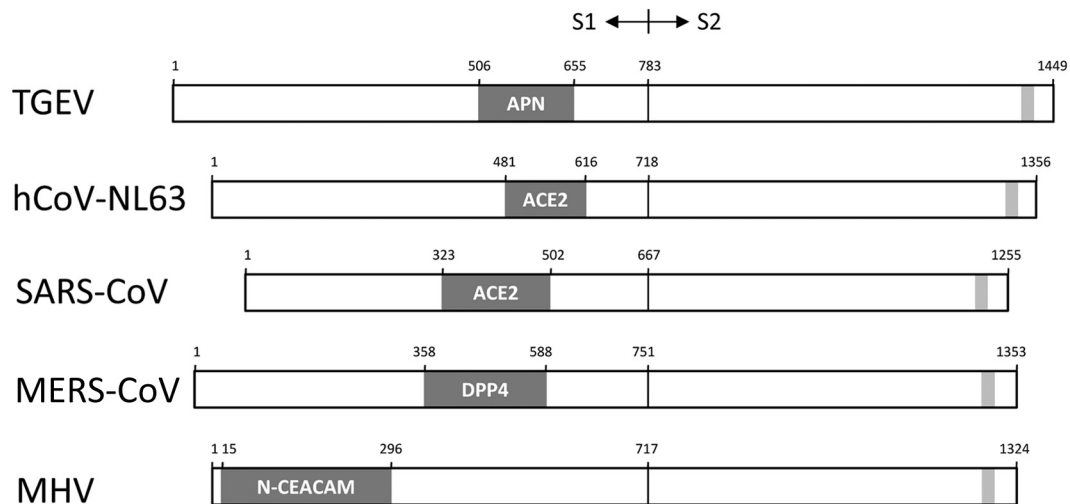 S1 S2
1 506 655 783 1449
TGEV APN
1 481 616 718 1356
hCoV-NL63 ACE2
1 323 502 667 1255
SARS-CoV ACE2
1 358 588 751 1353
MERS-CoV DPP4
1 15 296 717 1324
MHV N-CEACAM